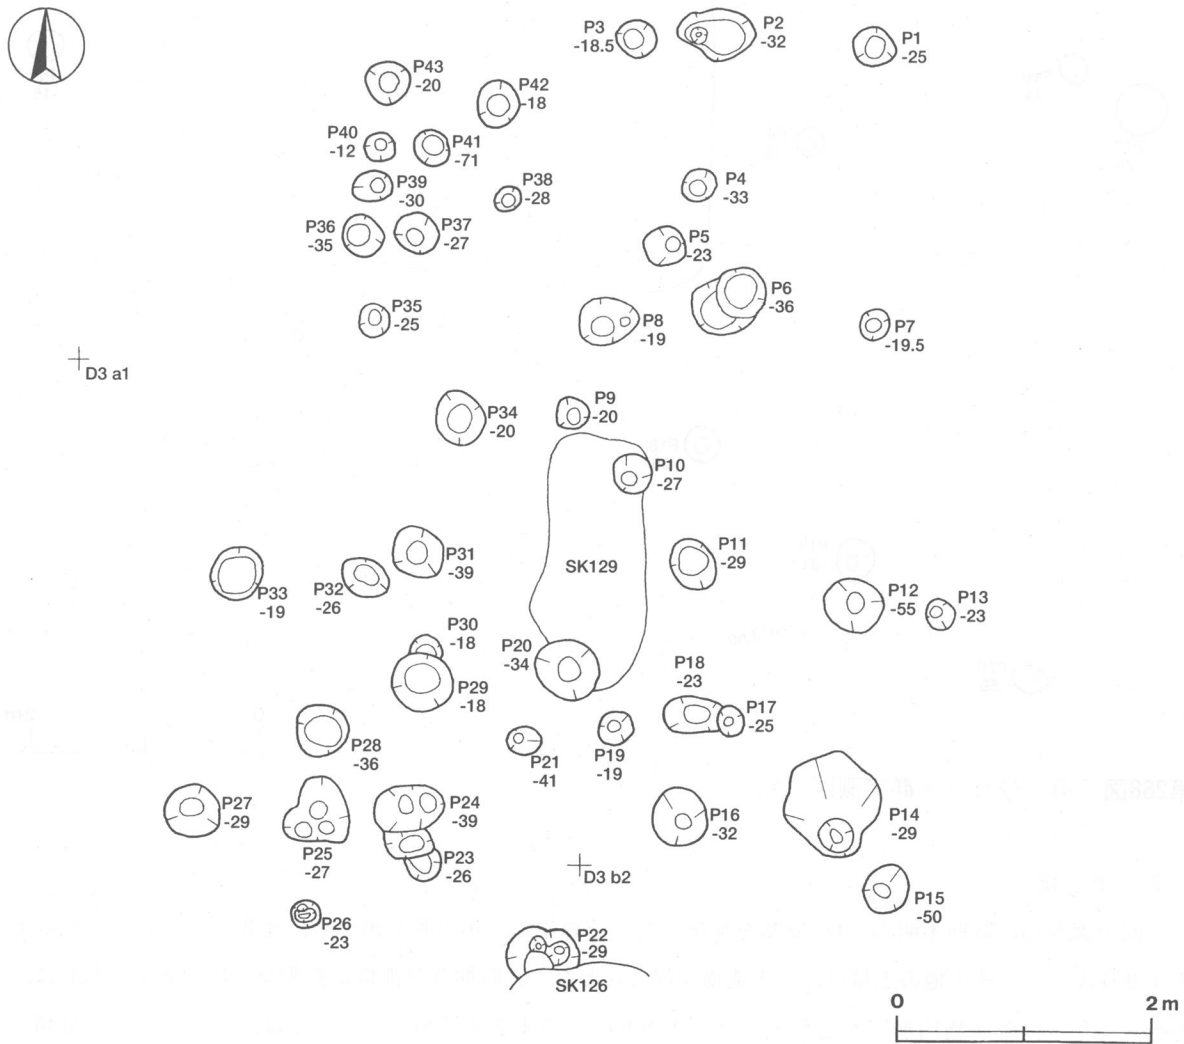 P3
-18.5
P2
-32
P1
-25
P43
-20
P42
-18
P40
-12
P41
-71
P39
-30
P38
-28
P4
-33
P36
-35
P37
-27
P5
-23
P6
-36
P35
-25
P8
-19
P7
-19.5
D3 a1
P34
-20
P9
-20
P10
-27
P31
-39
SK129
P11
-29
P33
-19
P32
-26
P12
-55
P13
-23
P30
-18
P20
-34
P29
-18
P18
-23
P17
-25
P28
-36
P21
-41
P19
-19
P27
-29
P24
-39
P16
-32
P14
-29
P25
-27
P23
-26
D3 b2
P15
-50
P26
-23
P22
-29
SK126
0
2 m